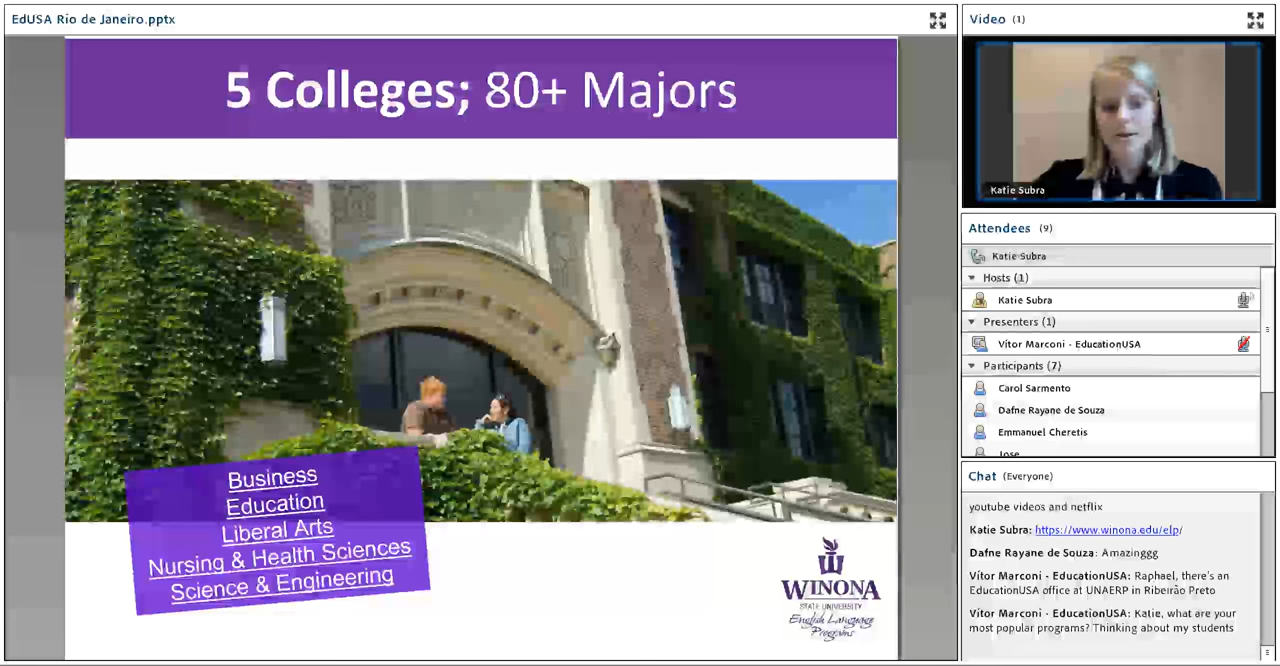 EdUSA Rio de Janeiro.pptx
5 Colleges; 80+ Majors
Business
Education
Liberal Arts
Nursing & Health Sciences
Science & Engineering
WINONA
STATE UNIVERSITY
English Language
Programs
Video (1)
Katie Subra
Attendees (9)
Katie Subra
Hosts (1)
Katie Subra
Presenters (1)
Vítor Marconi - EducationUSA
Participants (7)
Carol Sarmento
Dafne Rayane de Souza
Emmanuel Cheretis
Jose
Chat (Everyone)
youtube videos and netflix
Katie Subra: https://www.winona.edu/elp/
Dafne Rayane de Souza: Amazinggg
Vítor Marconi - EducationUSA: Raphael, there's an
EducationUSA office at UNAERP in Ribeirão Preto
Vítor Marconi - EducationUSA: Katie, what are your
most popular programs? Thinking about my students